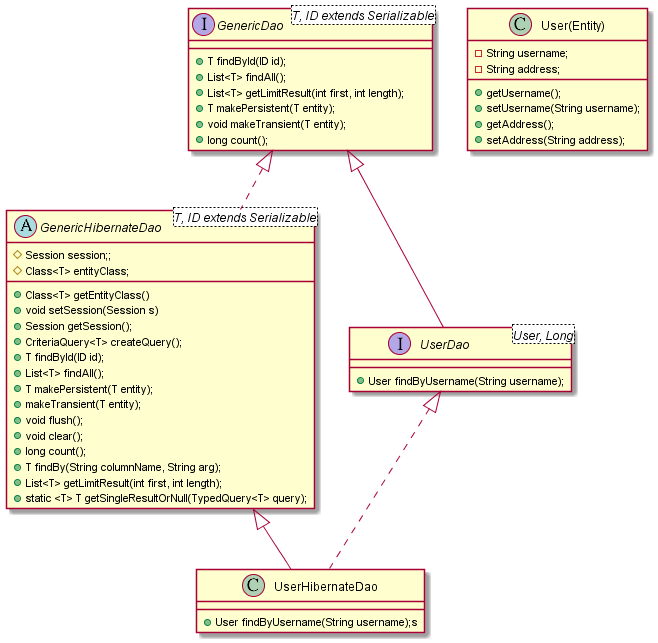 I GenericDao
T, ID extends Serializable
T findById(ID id);
List<T> findAll();
List<T> getLimitResult(int first, int length);
T makePersistent(T entity);
void makeTransient(T entity);
long count();
C User(Entity)
String username;
String address;
getUsername();
setUsername(String username);
getAddress();
setAddress(String address);
A GenericHibernateDao
T, ID extends Serializable
Session session;;
Class<T> entityClass;
Class<T> getEntityClass()
void setSession(Session s)
Session getSession();
CriteriaQuery<T> createQuery();
T findById(ID id);
List<T> findAll();
T makePersistent(T entity);
makeTransient(T entity);
void flush();
void clear();
long count();
T findBy(String columnName, String arg);
List<T> getLimitResult(int first, int length);
static <T> T getSingleResultOrNull(TypedQuery<T> query);
I UserDao
User, Long
User findByUsername(String username);
C UserHibernateDao
User findByUsername(String username);s